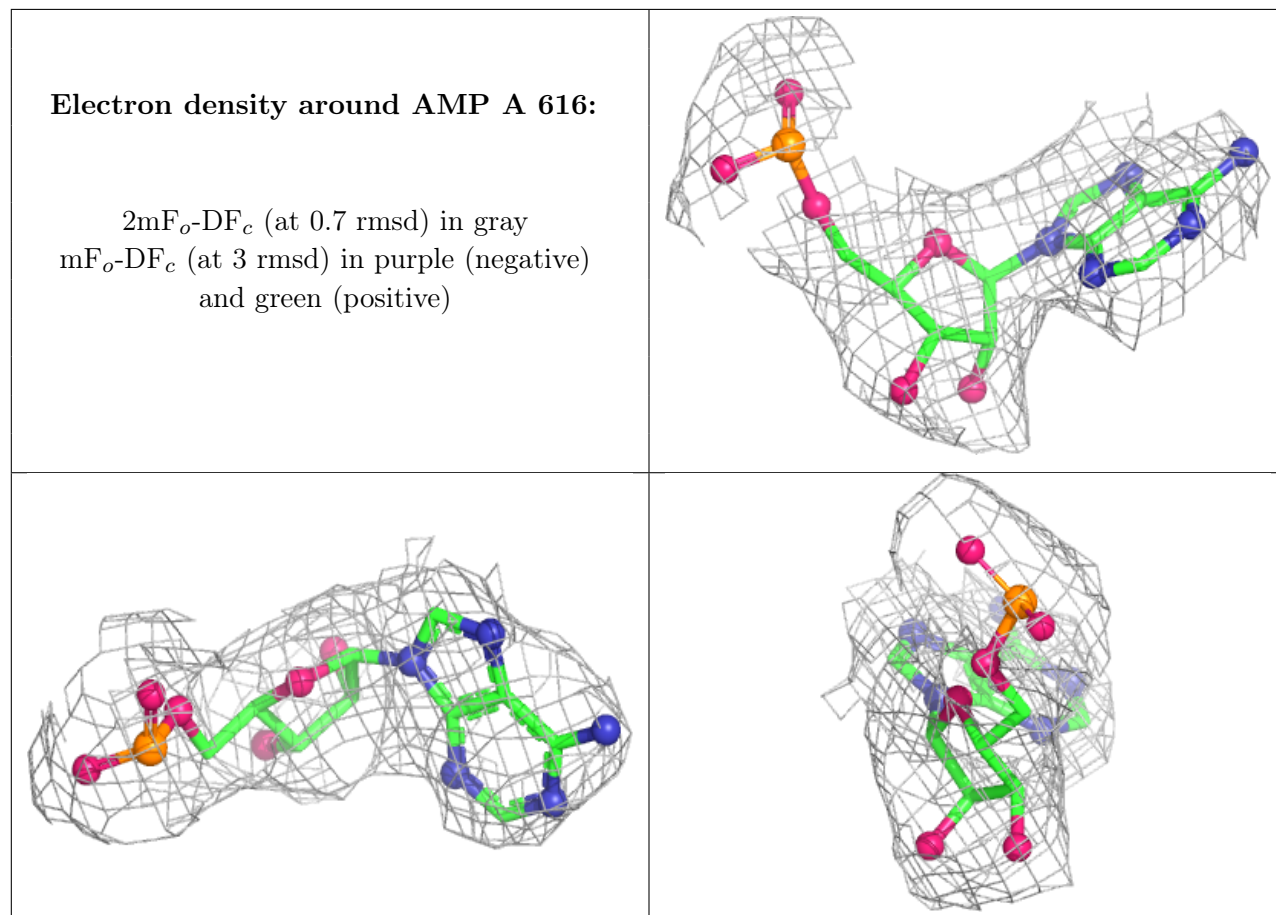 Electron density around AMP A 616:
2mFo-DFc (at 0.7 rmsd) in gray
mFo-DFc (at 3 rmsd) in purple (negative)
and green (positive)